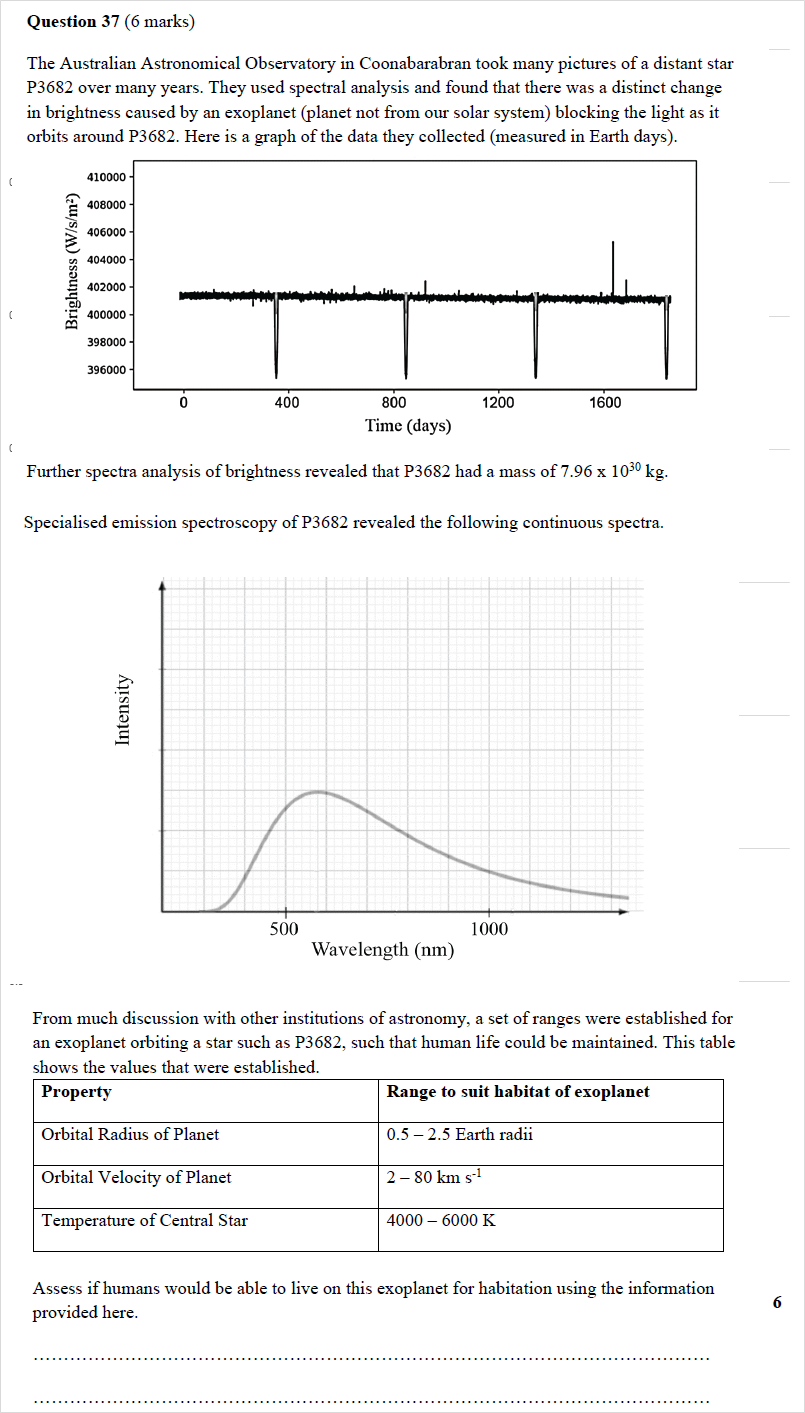 Question 37 (6 marks)
The Australian Astronomical Observatory in Coonabarabran took many pictures of a distant star
P3682 over many years. They used spectral analysis and found that there was a distinct change
in brightness caused by an exoplanet (planet not from our solar system) blocking the light as it
orbits around P3682. Here is a graph of the data they collected (measured in Earth days).
410000
408000
406000
404000
402000
400000
398000
396000
Brightness (W/s/m²)
0 400 800 1200 1600
Time (days)
Further spectra analysis of brightness revealed that P3682 had a mass of 7.96 x 10³⁰ kg.
Specialised emission spectroscopy of P3682 revealed the following continuous spectra.
Intensity
500 1000
Wavelength (nm)
From much discussion with other institutions of astronomy, a set of ranges were established for
an exoplanet orbiting a star such as P3682, such that human life could be maintained. This table
shows the values that were established.
Property Range to suit habitat of exoplanet
Orbital Radius of Planet 0.5 – 2.5 Earth radii
Orbital Velocity of Planet 2 – 80 km s⁻¹
Temperature of Central Star 4000 – 6000 K
Assess if humans would be able to live on this exoplanet for habitation using the information
provided here.
6